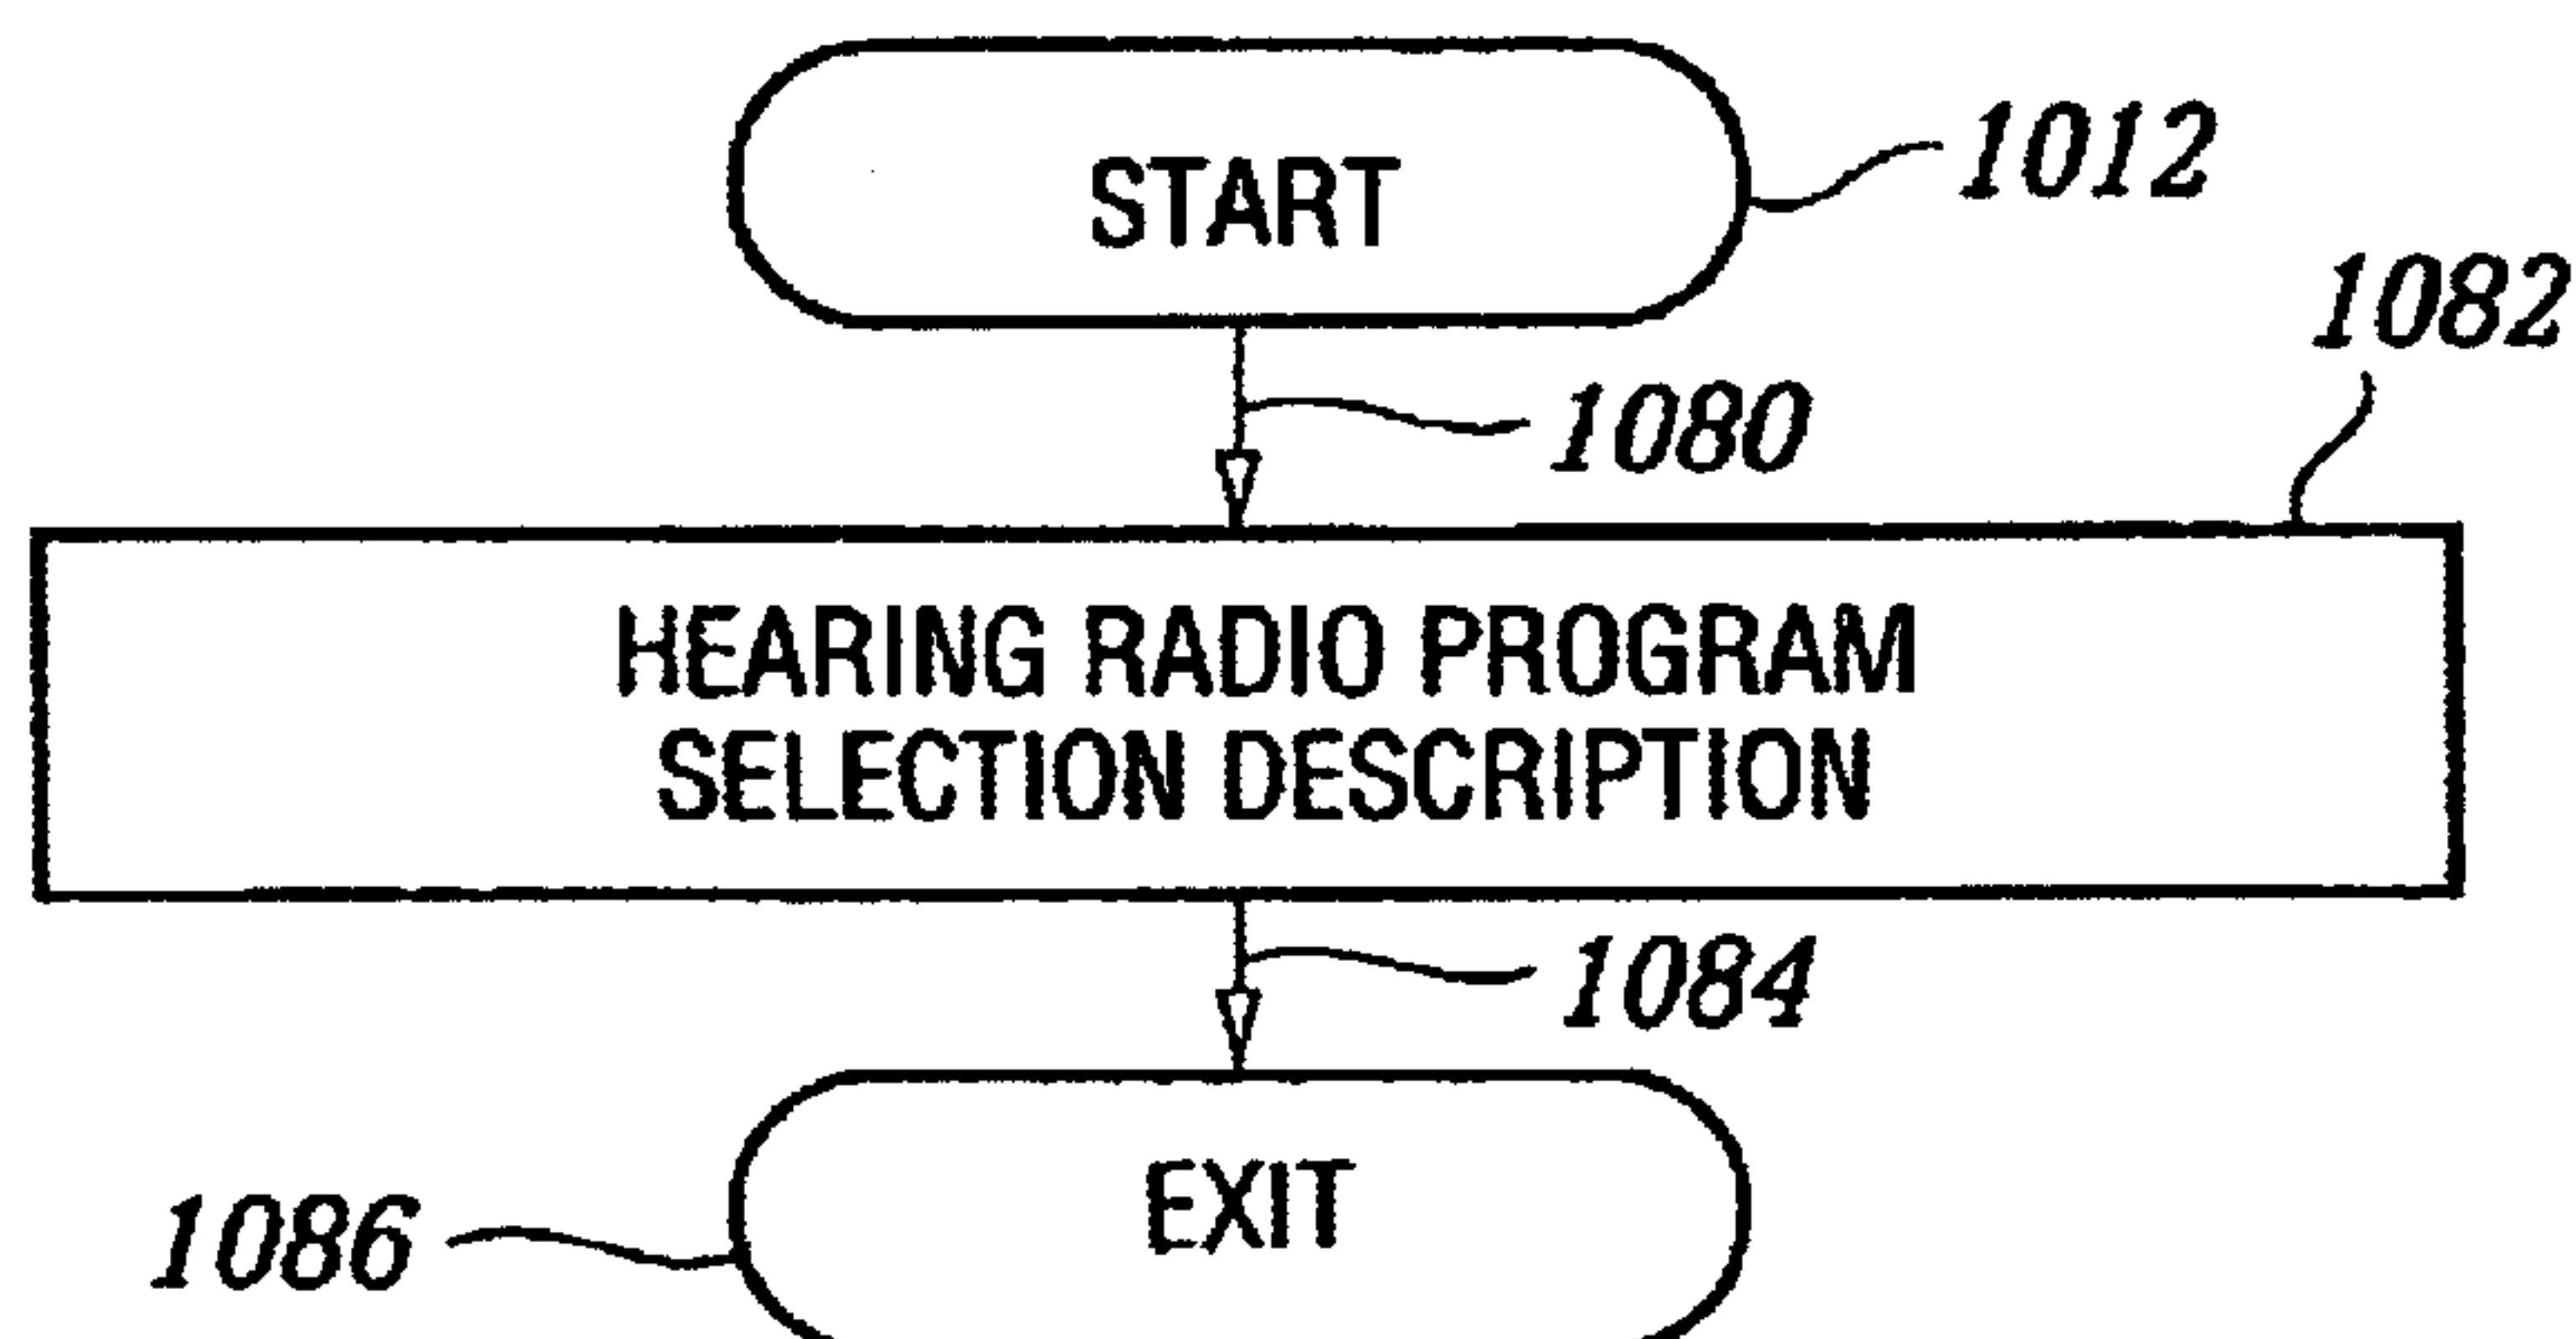 START
1012
1082
1080
HEARING RADIO PROGRAM
SELECTION DESCRIPTION
1084
EXIT
1086